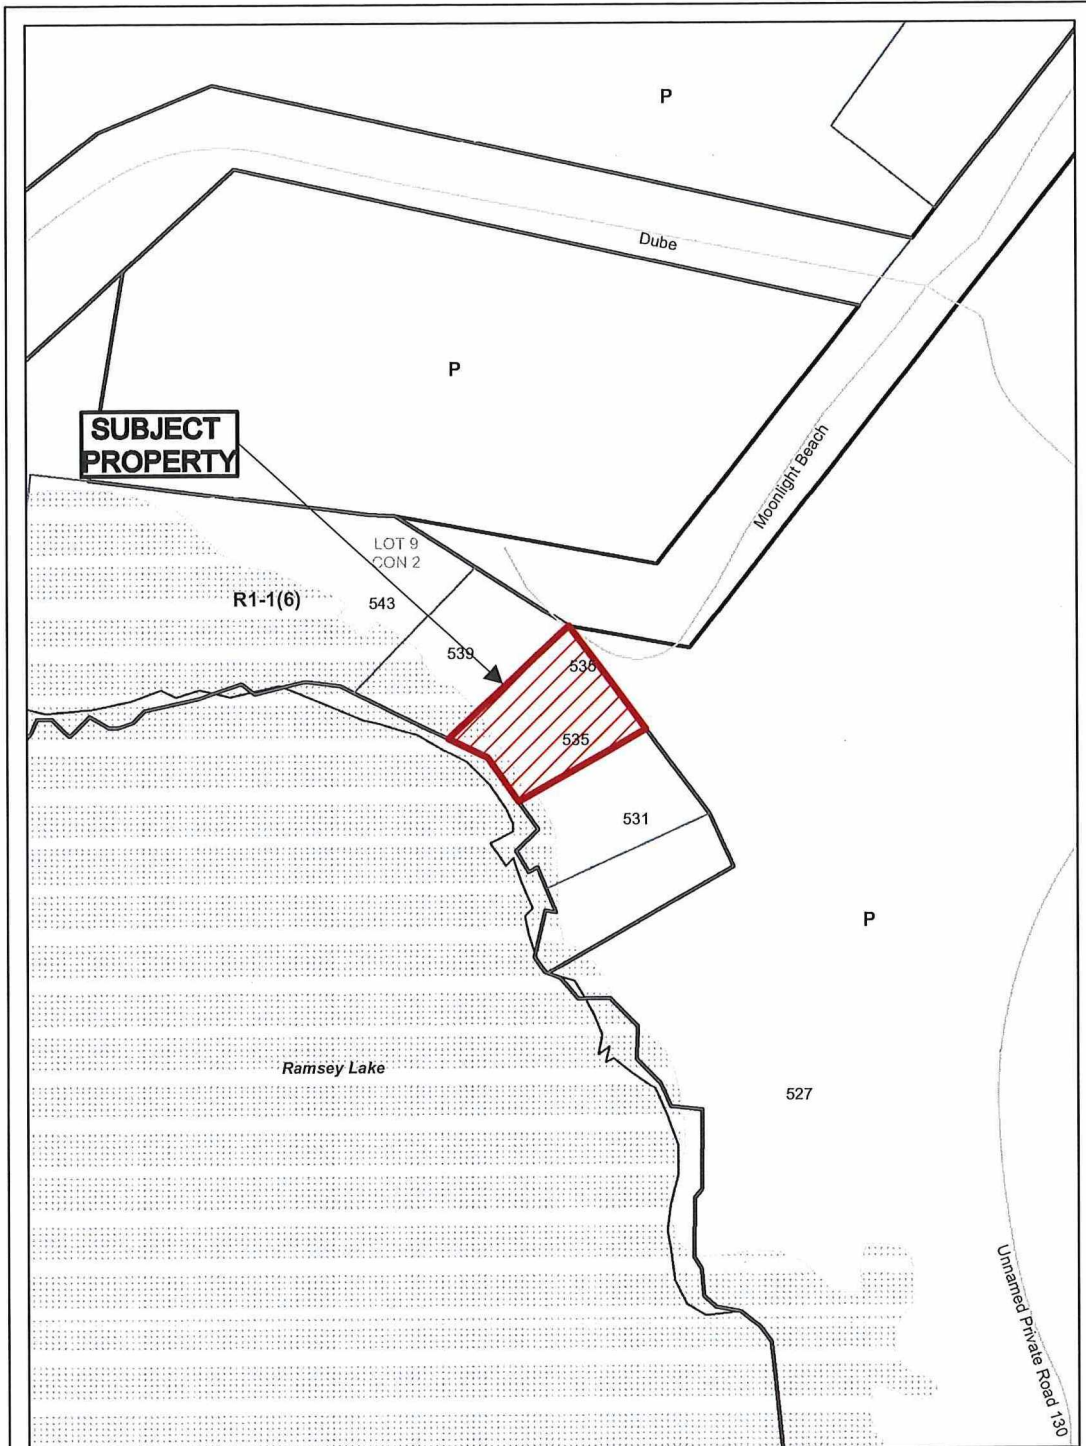 P
Dube
P
SUBJECT
PROPERTY
Moonlight Beach
LOT 9
CON 2
R1-1(6)
543
539
535
531
P
Ramsey Lake
527
Unnamed Private Road 130